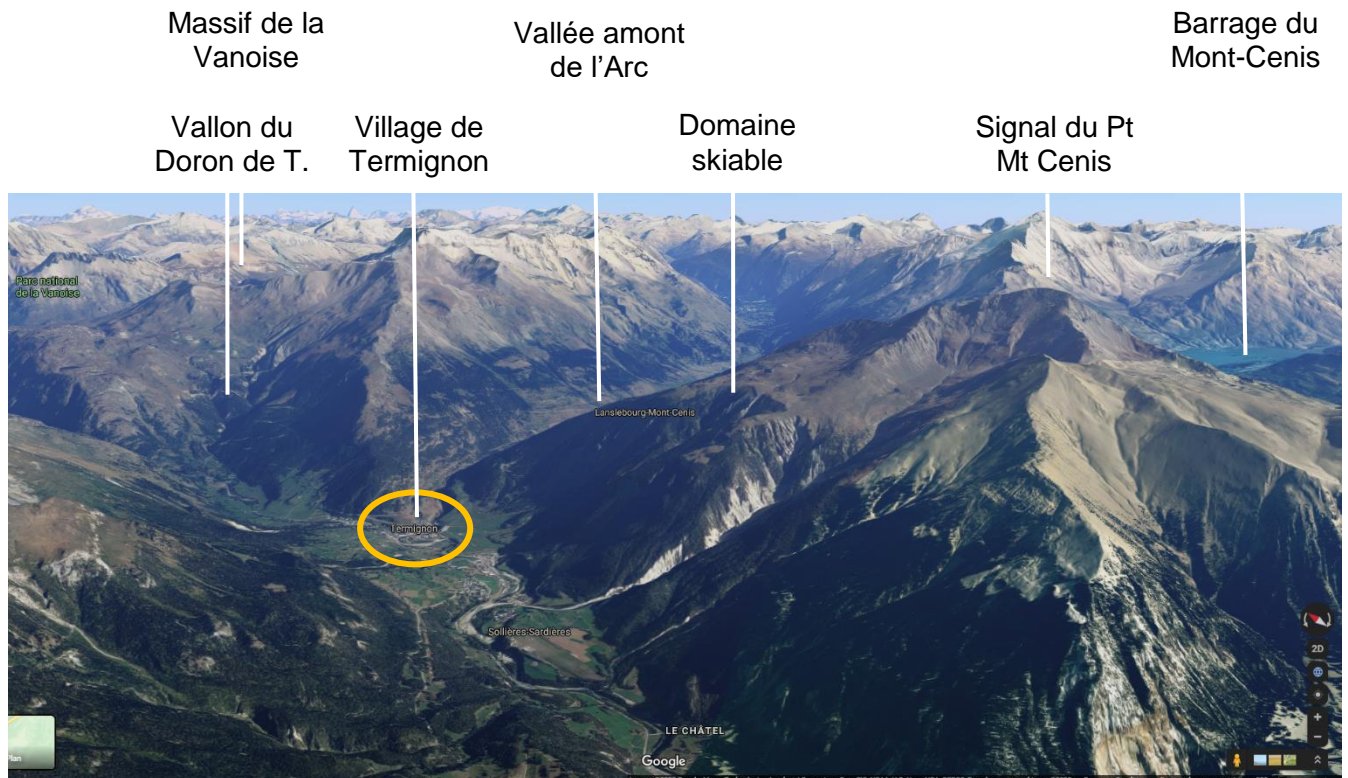 Massif de la
Vanoise
Vallée amont
de l’Arc
Barrage du
Mont-Cenis
Vallon du
Doron de T.
Village de
Termignon
Domaine
skiable
Signal du Pt
Mt Cenis
Parc national
de la Vanoise
Lanslebourg-Mont-Cenis
Termignon
Sollières-Sardières
LE CHÂTEL
Google
2D
Plan